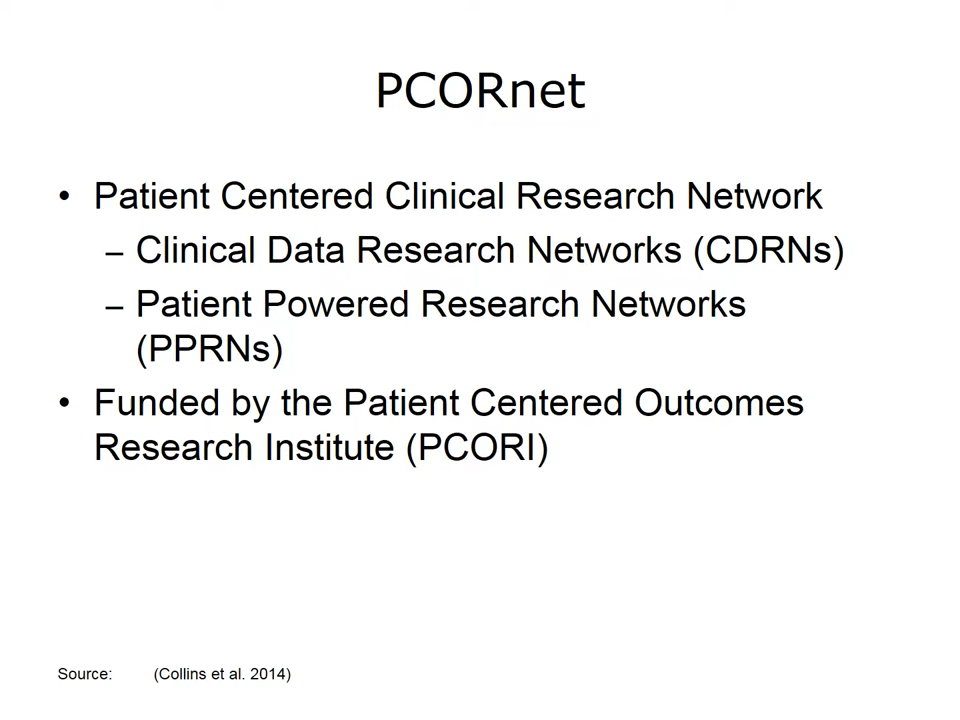 PCORnet
• Patient Centered Clinical Research Network
– Clinical Data Research Networks (CDRNs)
– Patient Powered Research Networks
(PPRNs)
• Funded by the Patient Centered Outcomes
Research Institute (PCORI)
Source: (Collins et al. 2014)